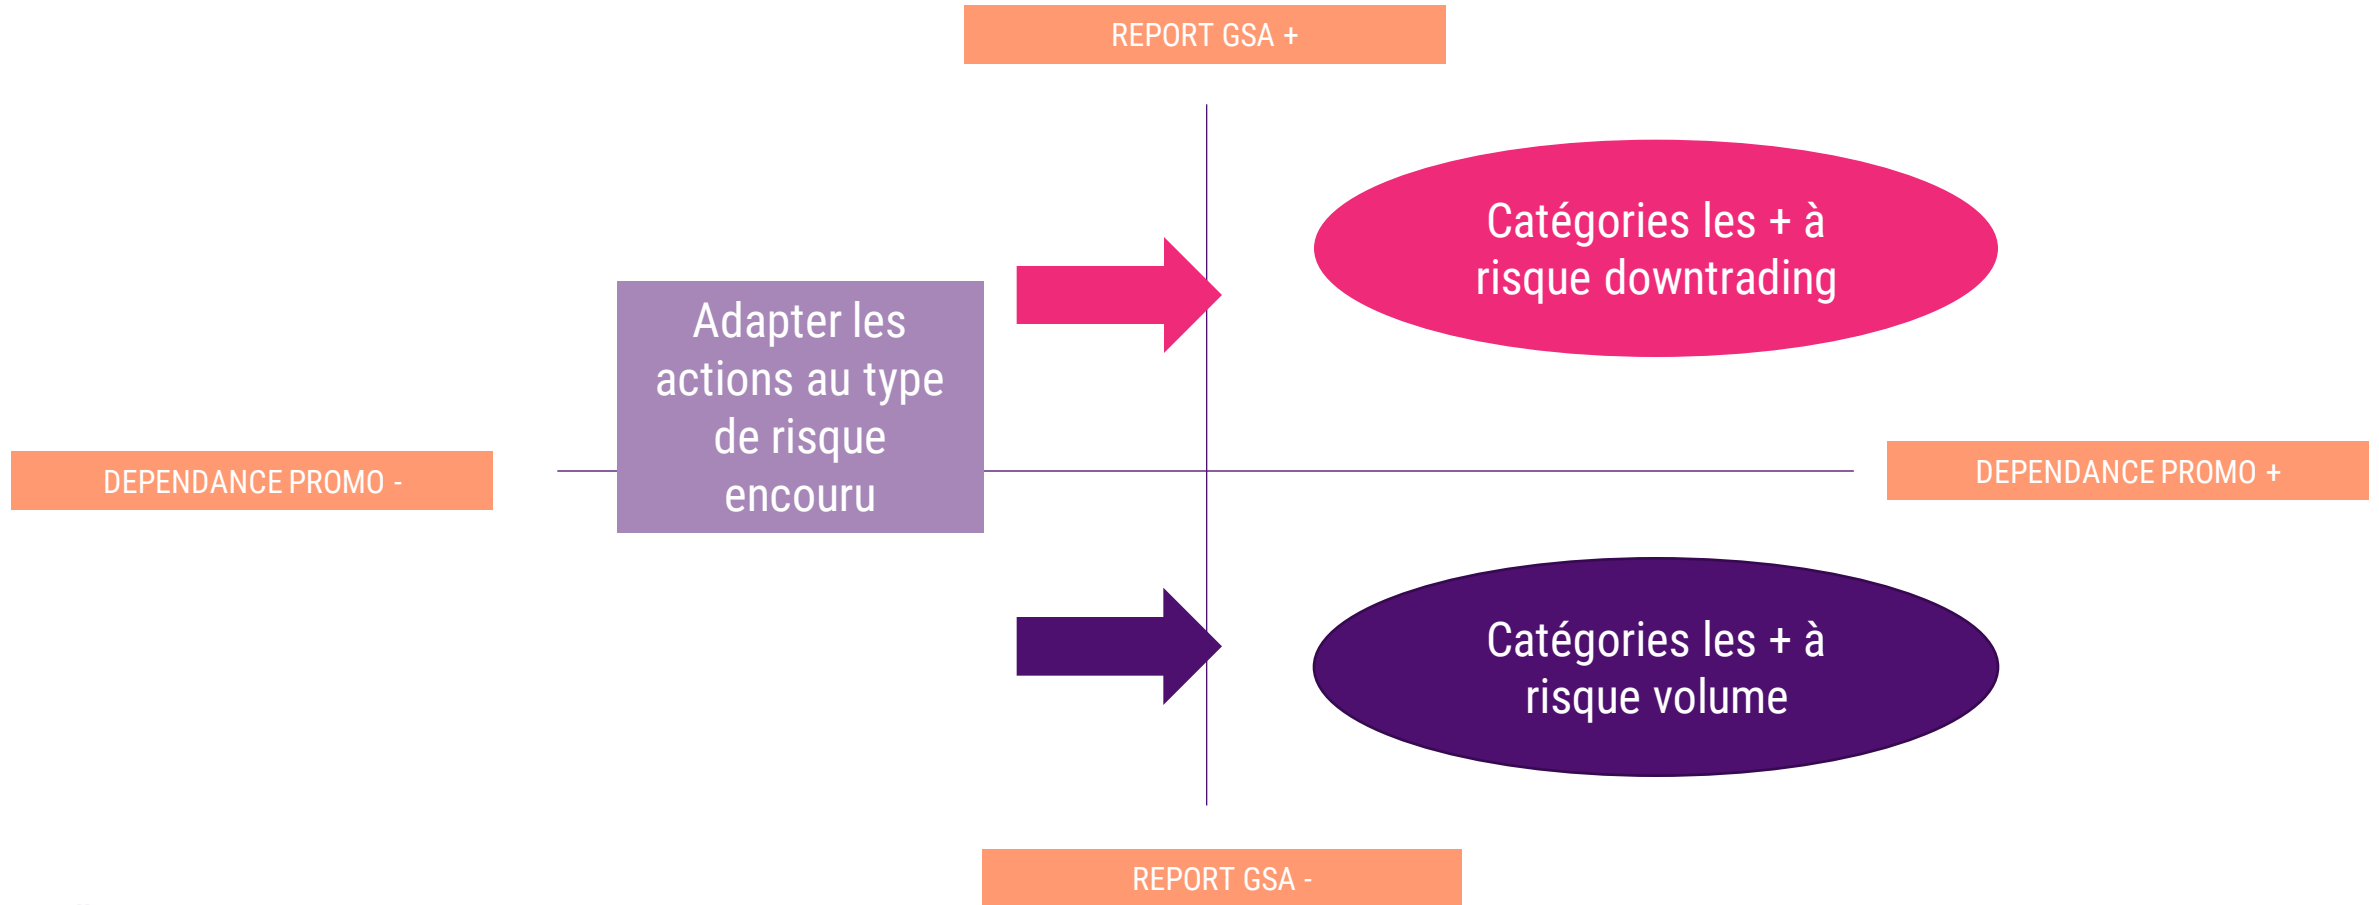 REPORT GSA +
Catégories les + à
risque downtrading
Adapter les
actions au type
de risque
encouru
DEPENDANCE PROMO -
DEPENDANCE PROMO +
Catégories les + à
risque volume
REPORT GSA -